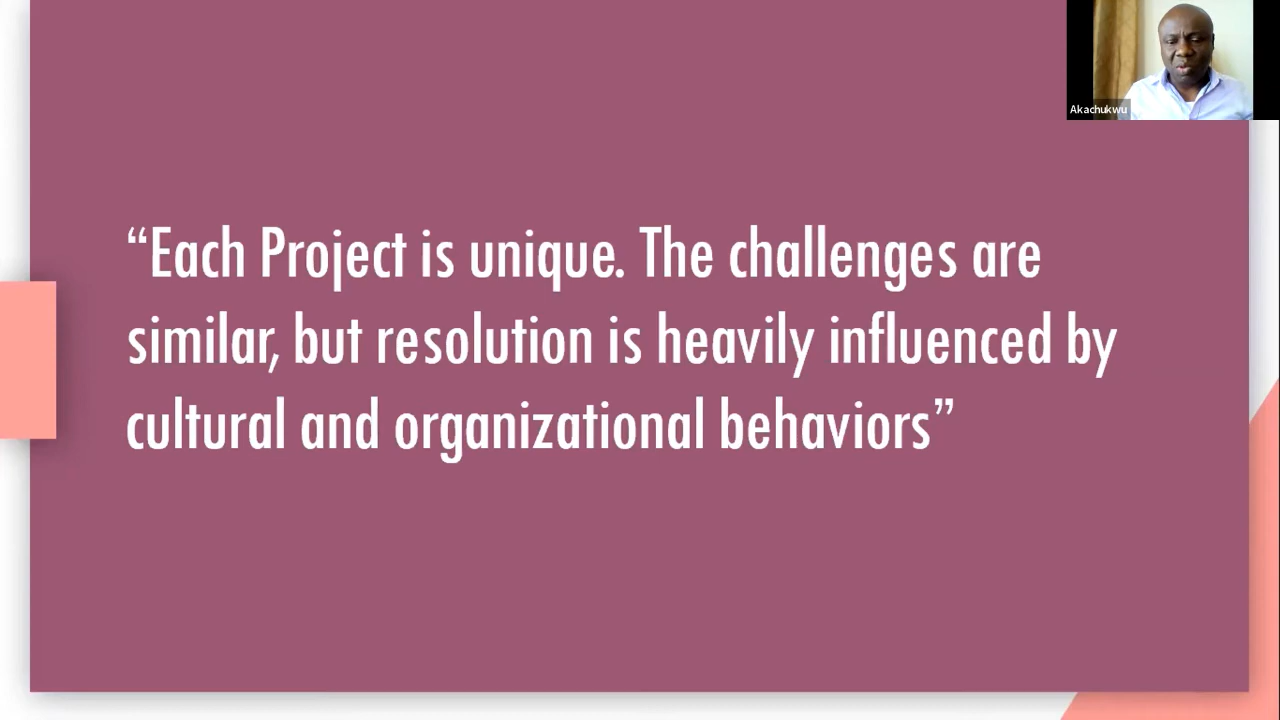 Akachukwu
“Each Project is unique. The challenges are
similar, but resolution is heavily influenced by
cultural and organizational behaviors”